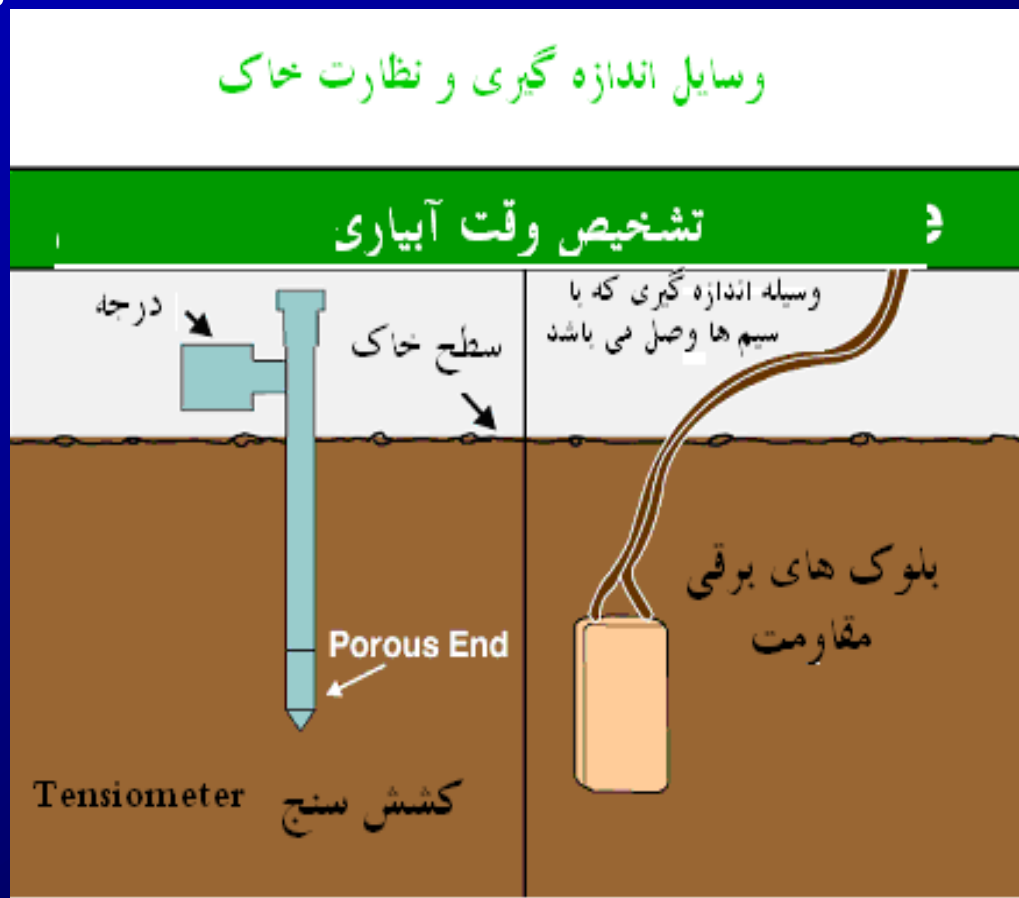 وسایل اندازه گیری و نظارت خاک
تشخیص وقت آبیاری
e
درجه
سطح خاک
Porous End
Tensiometer کشش سنج
وسیله اندازه گیری که با
سیم ها وصل می باشد
بلوک های برقی
مقاومت